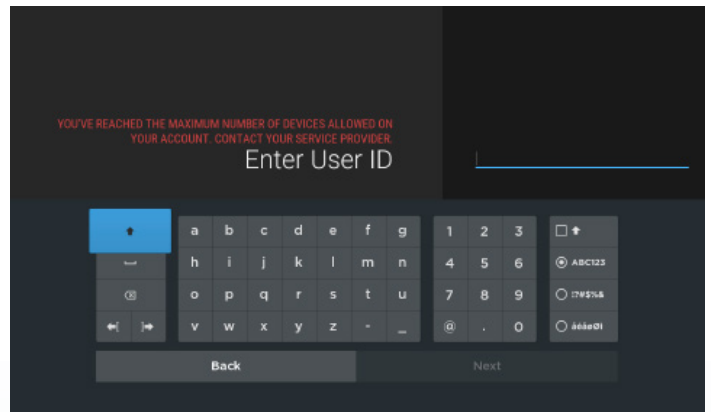 YOU'VE REACHED THE MAXIMUM NUMBER OF DEVICES ALLOWED ON
YOUR ACCOUNT. CONTACT YOUR SERVICE PROVIDER.
Enter User ID
a b c d e f g 1 2 3
h i j k l m n 4 5 6 ABC123
o p q r s t u 7 8 9 !?#$%&
v w x y z - _ @ . 0
Back Next